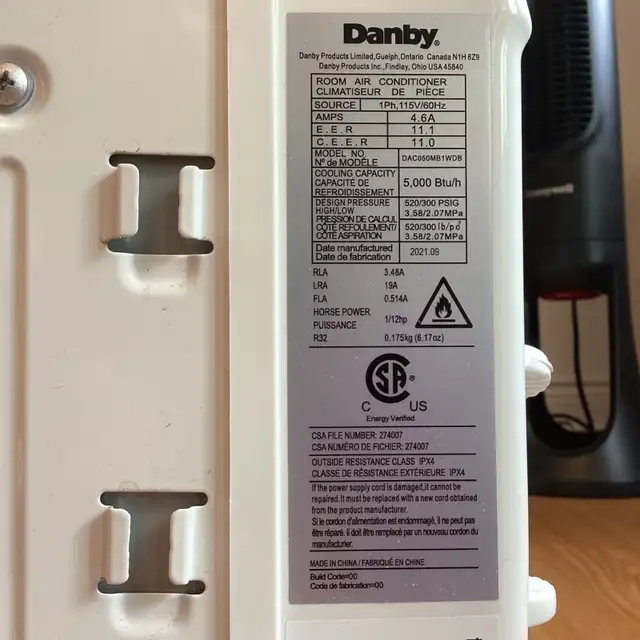 Danby®
Danby Products Limited,Guelph,Ontario Canada N1H 6Z9
Danby Products Inc.,Findlay, Ohio USA 45840
ROOM AIR CONDITIONER
CLIMATISEUR DE PIÈCE
SOURCE 1Ph,115V/60Hz
AMPS 4.6A
E.E.R 11.1
C.E.E.R 11.0
MODEL NO.
Nº de MODÈLE DAC050MB1WDB
COOLING CAPACITY
CAPACITÉ DE
REFROIDISSEMENT 5,000 Btu/h
DESIGN PRESSURE 520/300 PSIG
HIGH/LOW 3.58/2.07MPa
PRESSION DE CALCUL
CÔTÉ REFOULEMENT/ 520/300 lb/po²
CÔTÉ ASPIRATION 3.58/2.07MPa
Date manufactured
Date de fabrication 2021.09
RLA 3.48A
LRA 19A
FLA 0.514A
HORSE POWER
PUISSANCE 1/12hp
R32 0.175kg (6.17oz)
CSA®
C US
Energy Verified
CSA FILE NUMBER: 274007
CSA NUMÉRO DE FICHIER: 274007
OUTSIDE RESISTANCE CLASS IPX4
CLASSE DE RÉSISTANCE EXTÉRIEURE IPX4
If the power supply cord is damaged,it cannot be
repaired.It must be replaced with a new cord obtained
from the product manufacturer.
Si le cordon d'alimentation est endommagé, il ne peut pas
être réparé. il doit être remplacé par un nouveau cordon du
manufacturier.
MADE IN CHINA / FABRIQUÉ EN CHINE
Build Code=00
Code de fabrication=00
Honeywell